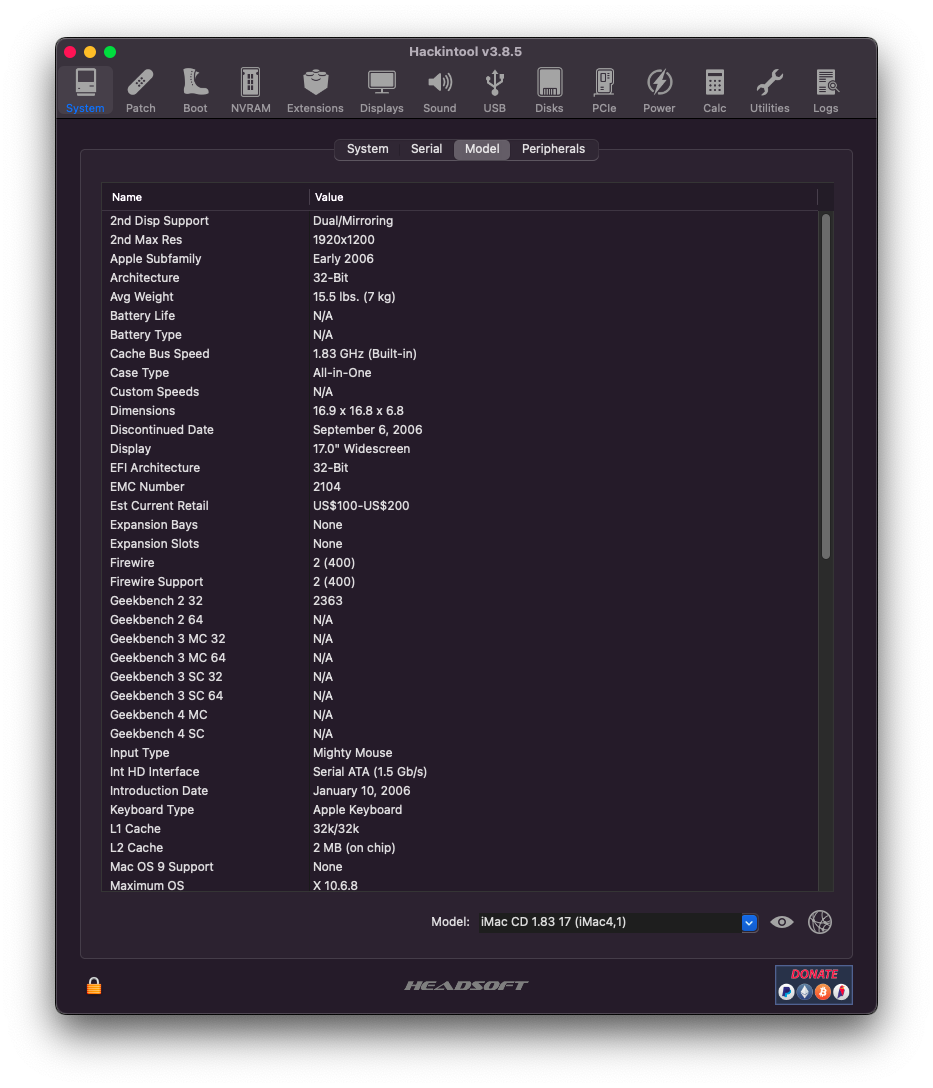 Hackintool v3.8.5
System Patch Boot NVRAM Extensions Displays Sound USB Disks PCIe Power Calc Utilities Logs
System Serial Model Peripherals
Name Value
2nd Disp Support Dual/Mirroring
2nd Max Res 1920x1200
Apple Subfamily Early 2006
Architecture 32-Bit
Avg Weight 15.5 lbs. (7 kg)
Battery Life N/A
Battery Type N/A
Cache Bus Speed 1.83 GHz (Built-in)
Case Type All-in-One
Custom Speeds N/A
Dimensions 16.9 x 16.8 x 6.8
Discontinued Date September 6, 2006
Display 17.0" Widescreen
EFI Architecture 32-Bit
EMC Number 2104
Est Current Retail US$100-US$200
Expansion Bays None
Expansion Slots None
Firewire 2 (400)
Firewire Support 2 (400)
Geekbench 2 32 2363
Geekbench 2 64 N/A
Geekbench 3 MC 32 N/A
Geekbench 3 MC 64 N/A
Geekbench 3 SC 32 N/A
Geekbench 3 SC 64 N/A
Geekbench 4 MC N/A
Geekbench 4 SC N/A
Input Type Mighty Mouse
Int HD Interface Serial ATA (1.5 Gb/s)
Introduction Date January 10, 2006
Keyboard Type Apple Keyboard
L1 Cache 32k/32k
L2 Cache 2 MB (on chip)
Mac OS 9 Support None
Maximum OS X 10.6.8
Model: iMac CD 1.83 17 (iMac4,1)
HEADSOFT
DONATE